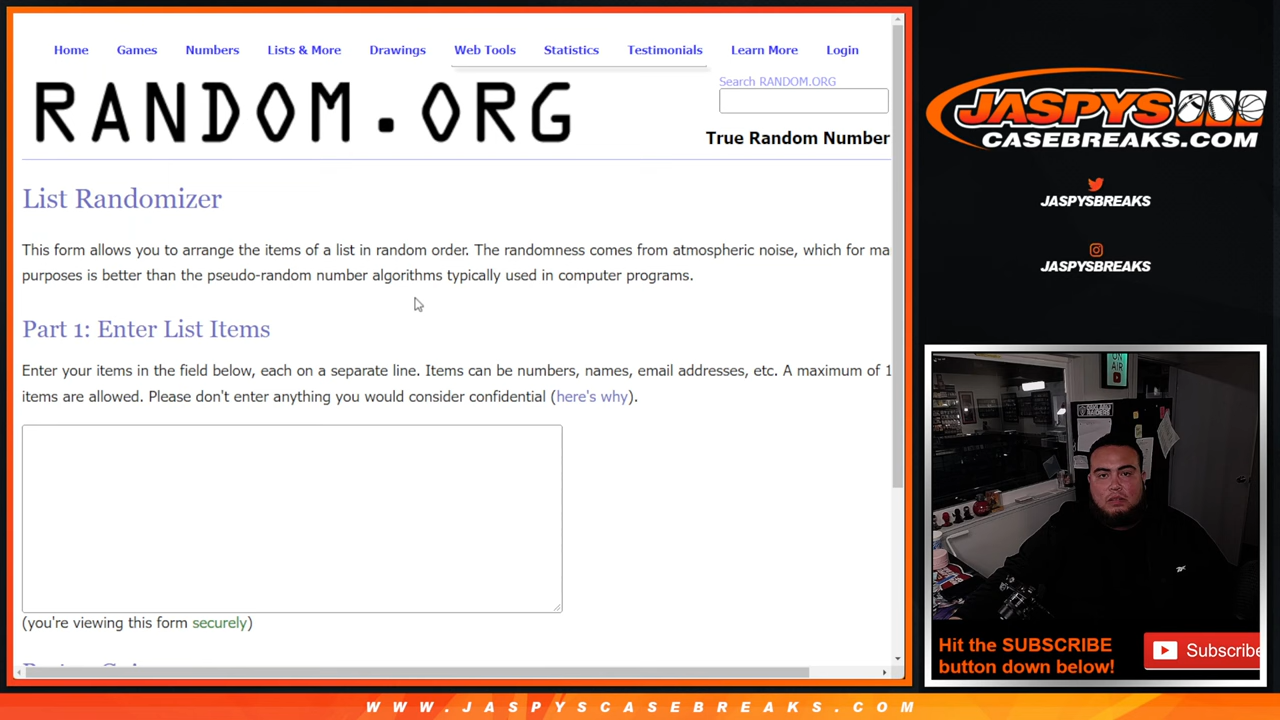 Home Games Numbers Lists & More Drawings Web Tools Statistics Testimonials Learn More Login
Search RANDOM.ORG
RANDOM.ORG
True Random Number
List Randomizer
This form allows you to arrange the items of a list in random order. The randomness comes from atmospheric noise, which for ma
purposes is better than the pseudo-random number algorithms typically used in computer programs.
Part 1: Enter List Items
Enter your items in the field below, each on a separate line. Items can be numbers, names, email addresses, etc. A maximum of 1
items are allowed. Please don't enter anything you would consider confidential (here's why).
(you're viewing this form securely)
JASPYS
CASEBREAKS.COM
JASPYSBREAKS
JASPYSBREAKS
ON
AIR
Hit the SUBSCRIBE
button down below!
Subscribe
WWW.JASPYSCASEBREAKS.COM